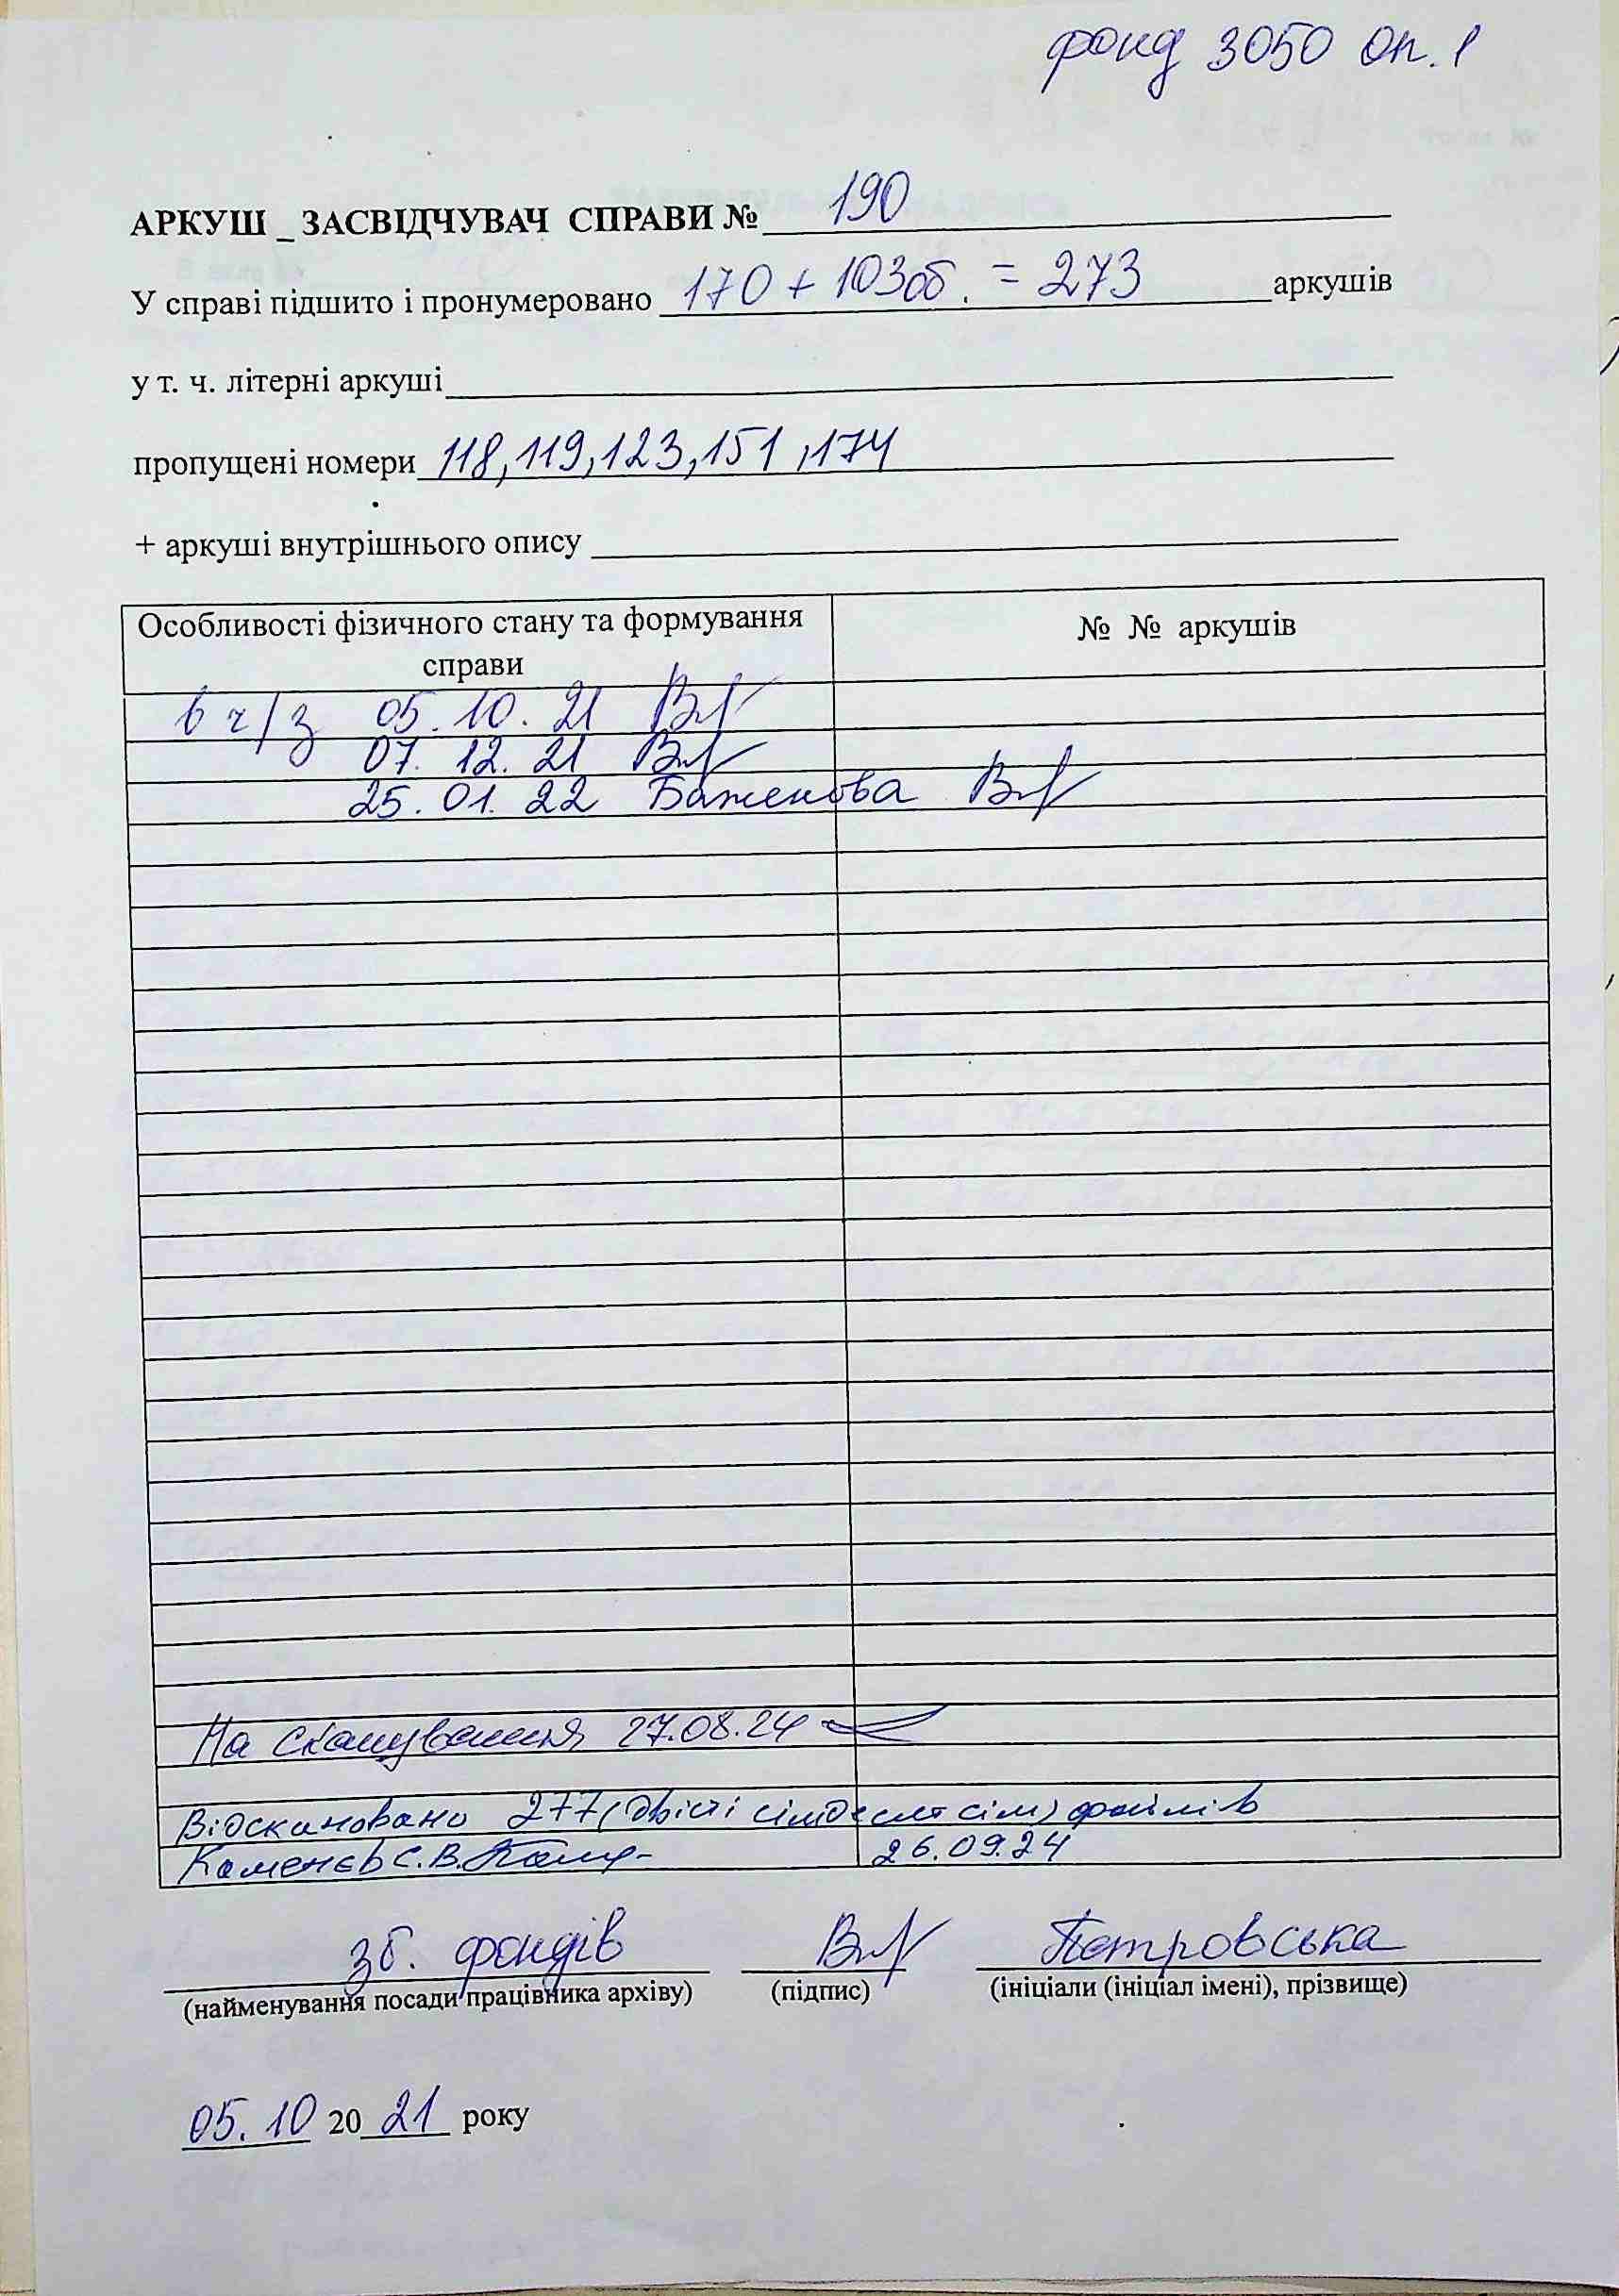 фонд 3050 оп. 1
АРКУШ _ ЗАСВІДЧУВАЧ СПРАВИ № 190
У справі підшито і пронумеровано 170 + 103об. = 273 аркушів
у т. ч. літерні аркуші
пропущені номери 118, 119, 123, 151, 174
+ аркуші внутрішнього опису
Особливості фізичного стану та формування справи № № аркушів
в ч/з 05.10.21
07.12.21
25.01.22 Баженова
На сканування 27.08.24
Відскановано 277 (двісті сімдесят сім) файлів
Каменєв С.В. 26.09.24
зб. фондів Петровська
(найменування посади працівника архіву) (підпис) (ініціали (ініціал імені), прізвище)
05.10 2021 року